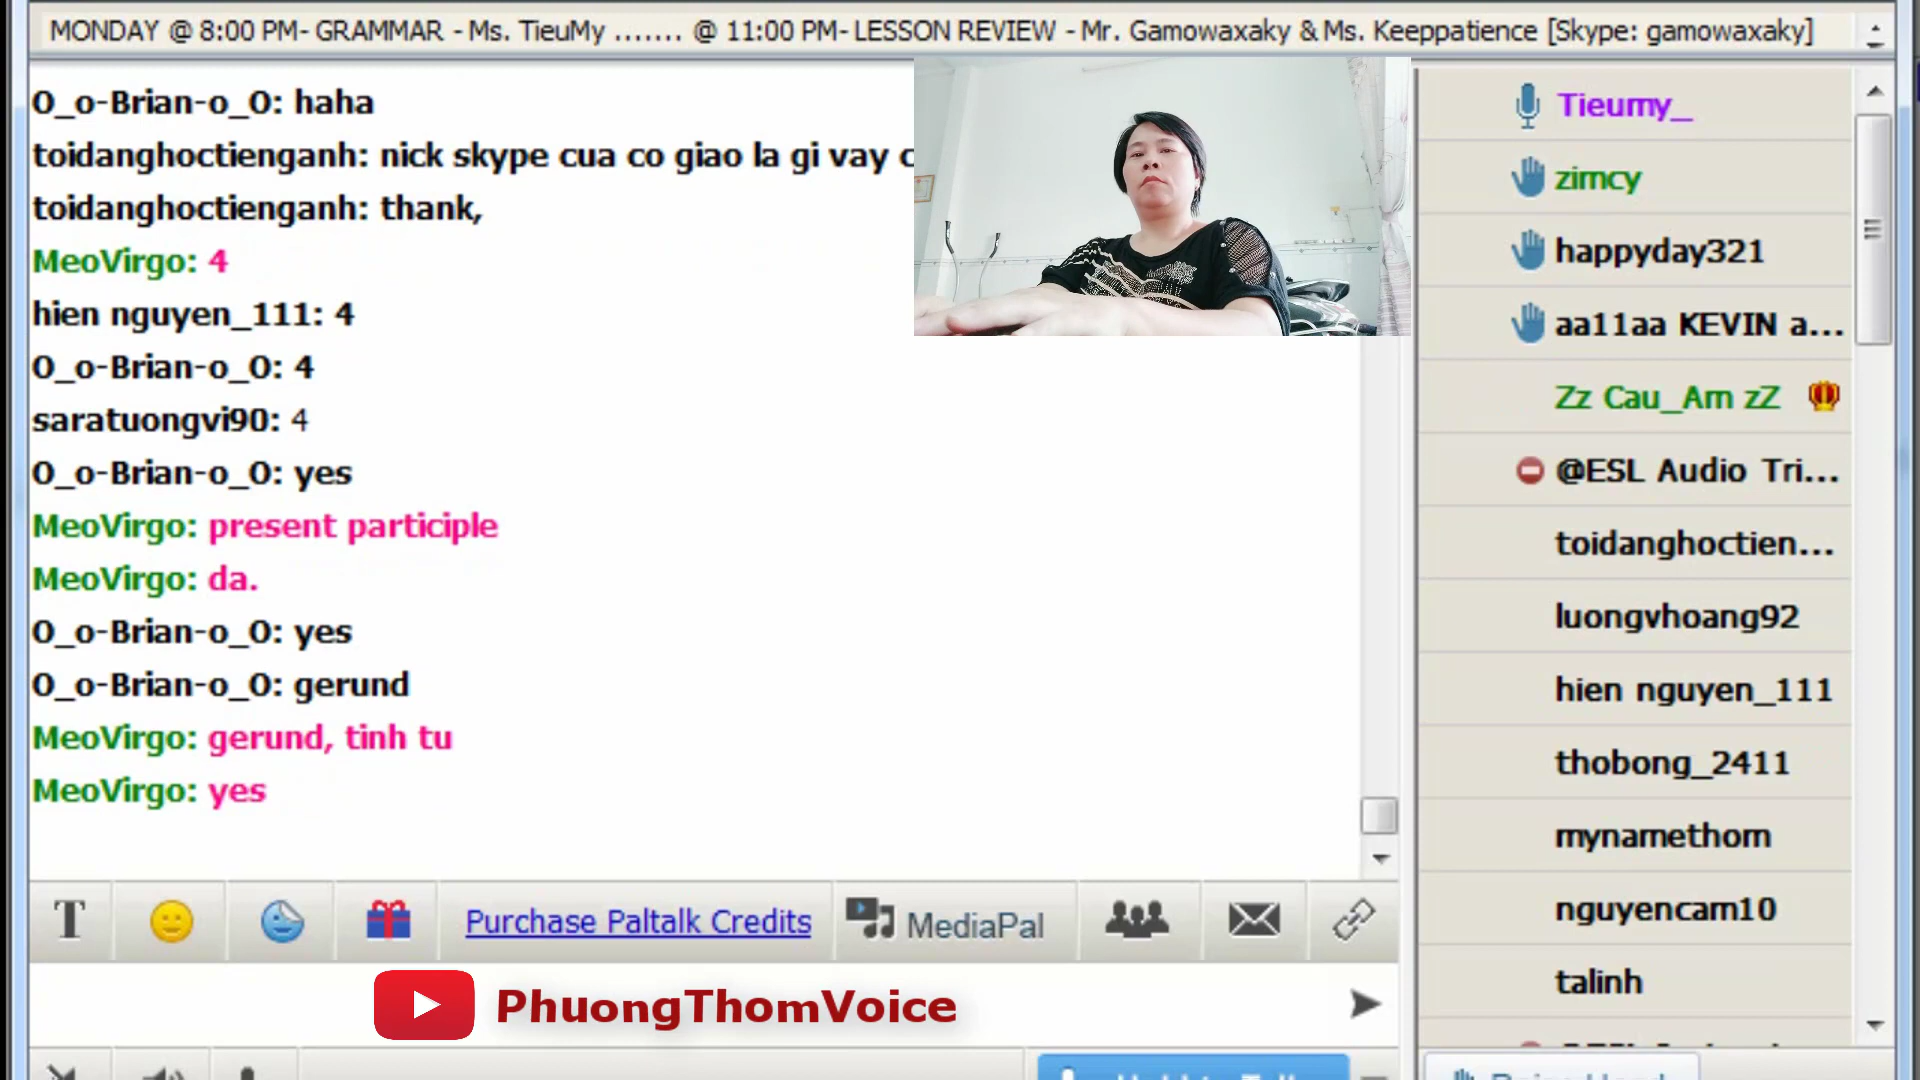 MONDAY @ 8:00 PM- GRAMMAR - Ms. TieuMy ....... @ 11:00 PM- LESSON REVIEW - Mr. Gamowaxaky & Ms. Keeppatience [Skype: gamowaxaky]
O_o-Brian-o_O: haha
toidanghoctienganh: nick skype cua co giao la gi vay
toidanghoctienganh: thank,
MeoVirgo: 4
hien nguyen_111: 4
O_o-Brian-o_O: 4
saratuongvi90: 4
O_o-Brian-o_O: yes
MeoVirgo: present participle
MeoVirgo: da.
O_o-Brian-o_O: yes
O_o-Brian-o_O: gerund
MeoVirgo: gerund, tinh tu
MeoVirgo: yes
Tieumy_
zimcy
happyday321
aa11aa KEVIN a...
Zz Cau_Am zZ
@ESL Audio Tri...
toidanghoctien...
luongvhoang92
hien nguyen_111
thobong_2411
mynamethom
nguyencam10
talinh
T
Purchase Paltalk Credits
MediaPal
PhuongThomVoice